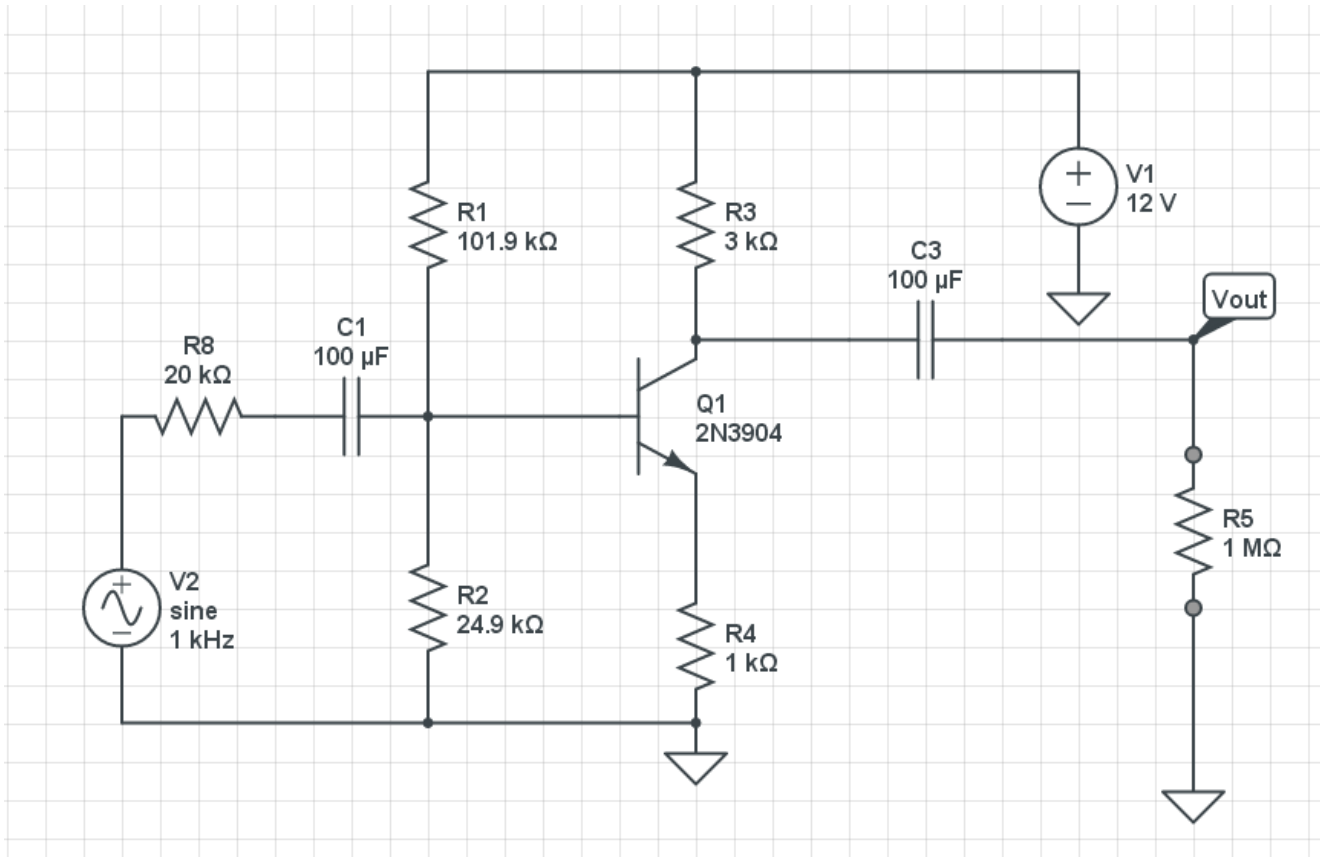 R1
101.9 kΩ
R3
3 kΩ
V1
12 V
C3
100 µF
Vout
C1
100 µF
R8
20 kΩ
Q1
2N3904
R5
1 MΩ
V2
sine
1 kHz
R2
24.9 kΩ
R4
1 kΩ